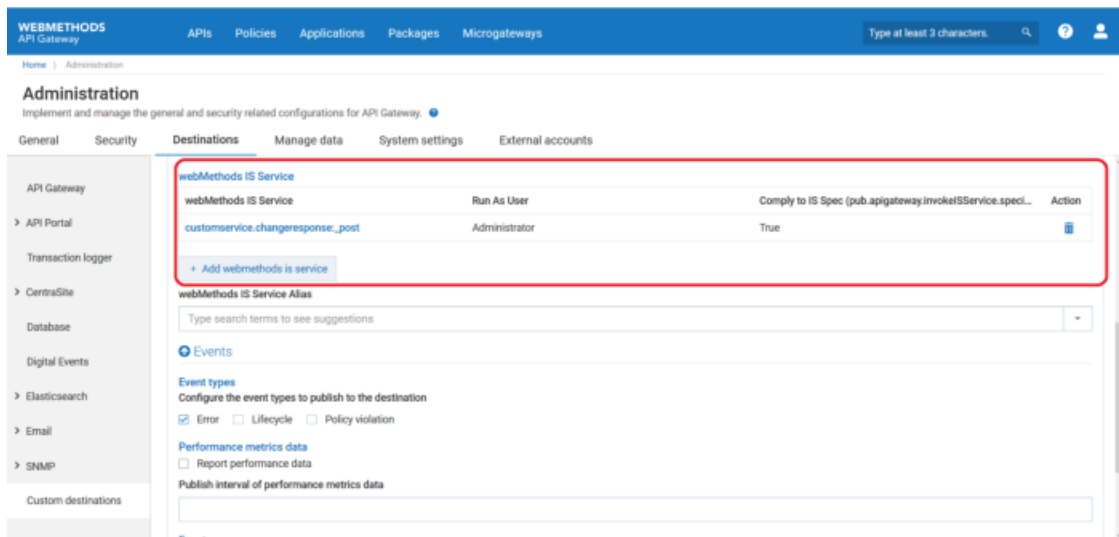 WEBMETHODS
API Gateway
APIs Policies Applications Packages Microgateways
Type at least 3 characters.
Home > Administration
Administration
Implement and manage the general and security related configurations for API Gateway.
General Security Destinations Manage data System settings External accounts
API Gateway
> API Portal
Transaction logger
> CentraSite
Database
Digital Events
> Elasticsearch
> Email
> SNMP
Custom destinations
webMethods IS Service
webMethods IS Service Run As User Comply to IS Spec (pub.apigateway.invokeISService.speci... Action
customservice.changeresponse:_post Administrator True
+ Add webmethods is service
webMethods IS Service Alias
Type search terms to see suggestions
Events
Event types
Configure the event types to publish to the destination
Error Lifecycle Policy violation
Performance metrics data
Report performance data
Publish interval of performance metrics data